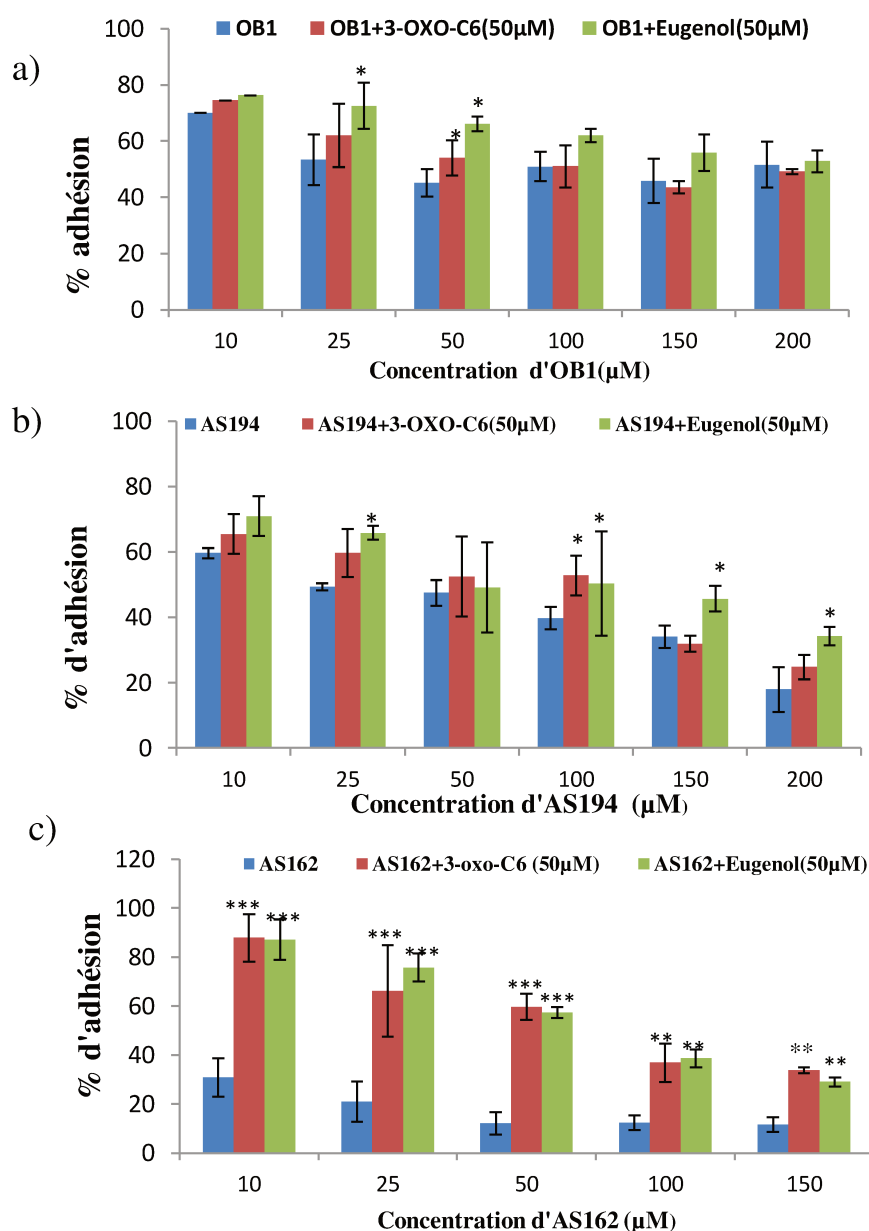 a)
OB1 OB1+3-OXO-C6(50µM) OB1+Eugenol(50µM)
% adhésion
100
80
60
40
20
0
* * *
10 25 50 100 150 200
Concentration d'OB1(µM)
b)
AS194 AS194+3-OXO-C6(50µM) AS194+Eugenol(50µM)
% d'adhésion
100
80
60
40
20
0
* * * * *
10 25 50 100 150 200
Concentration d'AS194 (µM)
c)
AS162 AS162+3-oxo-C6 (50µM) AS162+Eugenol(50µM)
% d'adhésion
120
100
80
60
40
20
0
*** *** *** *** *** *** ** ** ** **
10 25 50 100 150
Concentration d'AS162 (µM)